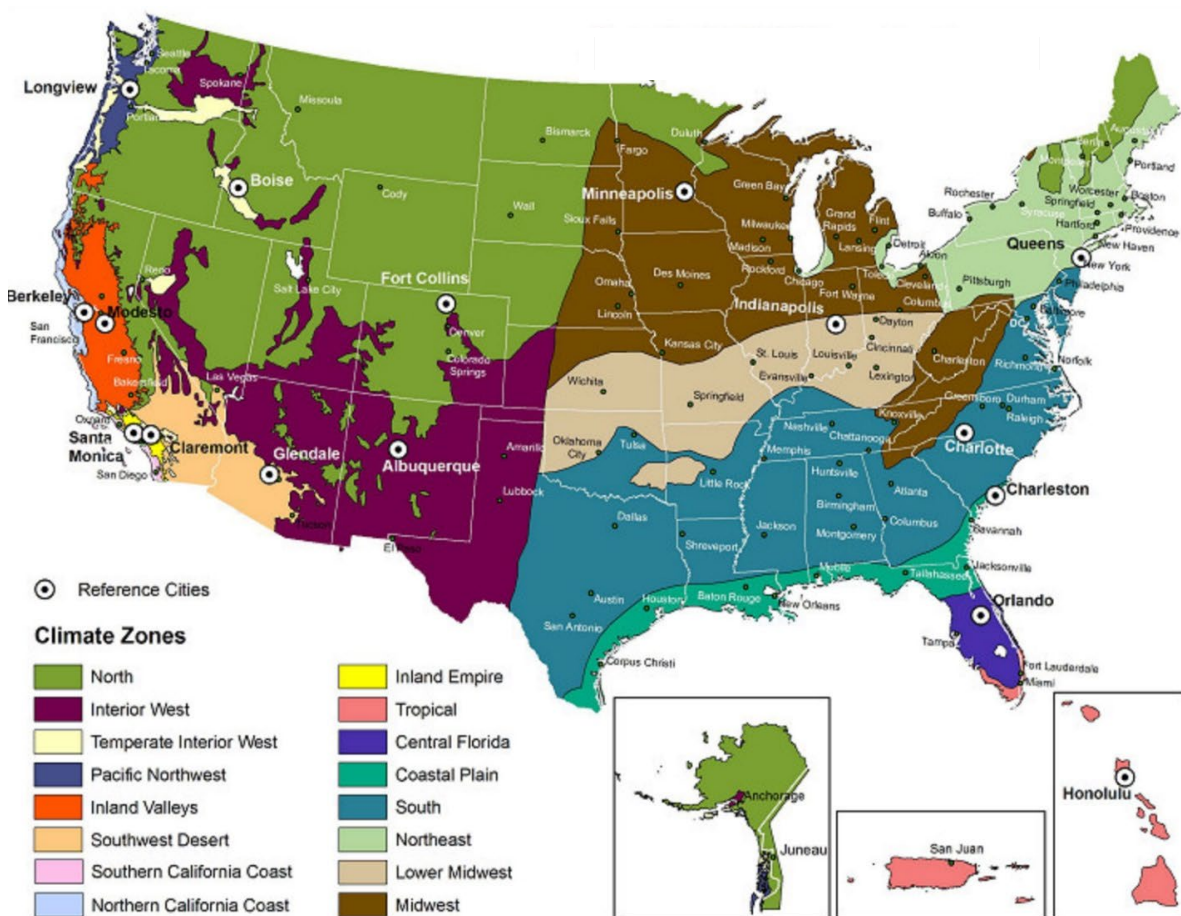 Seattle
Tacoma
Longview
Spokane
Portland
Missoula
Bismarck
Duluth
Fargo
Boise
Cody
Wall
Minneapolis
Green Bay
Sioux Falls
Milwaukee
Madison
Grand
Rapids
Flint
Lansing
Detroit
Berlin
Augusta
Portland
Montpelier
Worcester
Boston
Springfield
Rochester
Syracuse
Buffalo
Hartford
Providence
New Haven
Queens
New York
Reno
Salt Lake City
Fort Collins
Denver
Colorado
Springs
Omaha
Lincoln
Des Moines
Rockford
Chicago
Fort Wayne
Toledo
Akron
Cleveland
Columbus
Pittsburgh
Philadelphia
Baltimore
DC
Berkeley
Modesto
San
Francisco
Fresno
Bakersfield
Las Vegas
Indianapolis
Dayton
Cincinnati
Kansas City
St. Louis
Louisville
Evansville
Lexington
Charleston
Richmond
Norfolk
Wichita
Springfield
Oxnard
Santa
Monica
Claremont
San Diego
Glendale
Tucson
Albuquerque
El Paso
Amarillo
Lubbock
Oklahoma
City
Tulsa
Little Rock
Memphis
Nashville
Knoxville
Chattanooga
Greensboro
Durham
Raleigh
Charlotte
Huntsville
Birmingham
Atlanta
Columbus
Montgomery
Charleston
Savannah
Dallas
Shreveport
Jackson
Mobile
Tallahassee
Jacksonville
Austin
San Antonio
Houston
Baton Rouge
New Orleans
Corpus Christi
Orlando
Tampa
Fort Lauderdale
Miami
Reference Cities
Climate Zones
North
Interior West
Temperate Interior West
Pacific Northwest
Inland Valleys
Southwest Desert
Southern California Coast
Northern California Coast
Inland Empire
Tropical
Central Florida
Coastal Plain
South
Northeast
Lower Midwest
Midwest
Anchorage
Juneau
San Juan
Honolulu